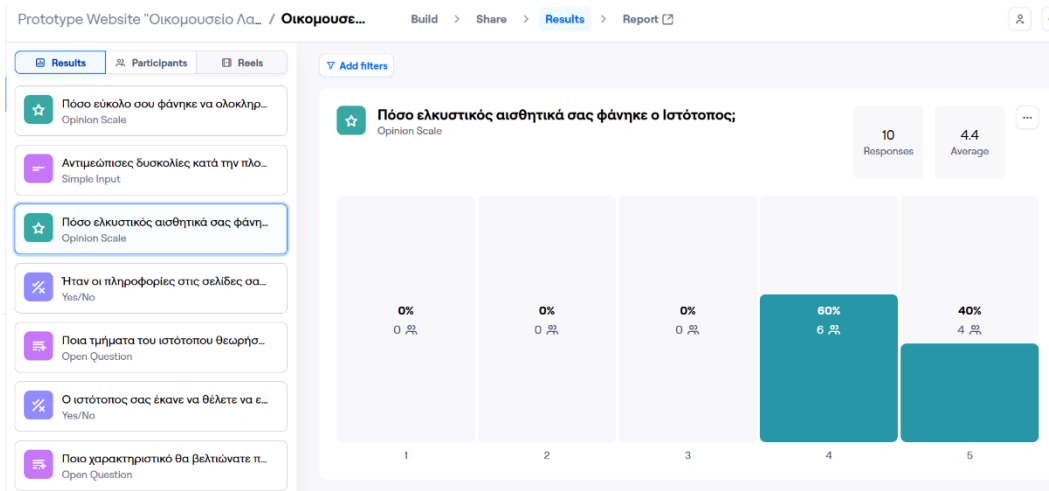 Prototype Website "Οικομουσείο Λα... / Οικομουσε...
Build > Share > Results > Report
Results
Participants
Reels
Πόσο εύκολο σου φάνηκε να ολοκληρ...
Opinion Scale
Αντιμεώπισες δυσκολίες κατά την πλο...
Simple Input
Πόσο ελκυστικός αισθητικά σας φάνη...
Opinion Scale
Ήταν οι πληροφορίες στις σελίδες σα...
Yes/No
Ποια τμήματα του ιστότοπου θεωρήσ...
Open Question
Ο ιστότοπος σας έκανε να θέλετε να ε...
Yes/No
Ποιο χαρακτηριστικό θα βελτιώνατε π...
Open Question
Add filters
Πόσο ελκυστικός αισθητικά σας φάνηκε ο Ιστότοπος;
Opinion Scale
10
Responses
4.4
Average
0% 0% 0% 60% 40%
0 0 0 6 4
1 2 3 4 5